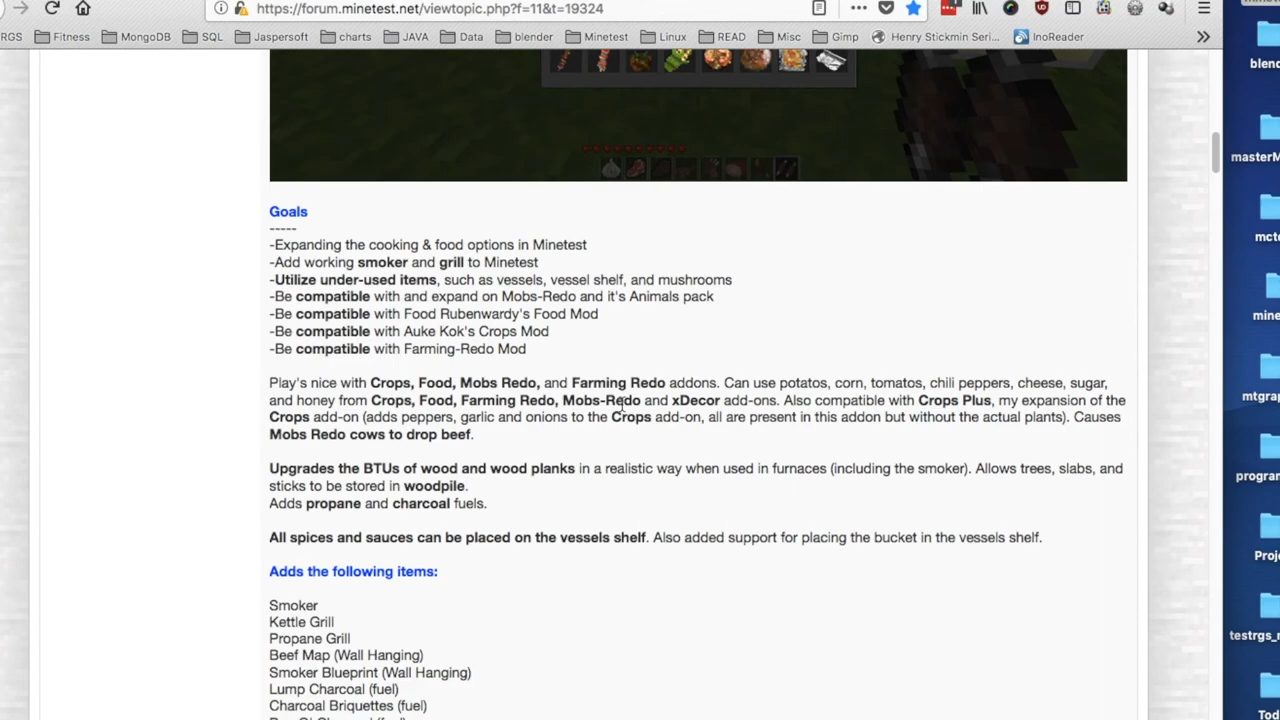 https://forum.minetest.net/viewtopic.php?f=11&t=19324
RGS Fitness MongoDB SQL Jaspersoft charts JAVA Data blender Minetest Linux READ Misc Gimp Henry Stickmin Seri... InoReader
Goals
-----
-Expanding the cooking & food options in Minetest
-Add working smoker and grill to Minetest
-Utilize under-used items, such as vessels, vessel shelf, and mushrooms
-Be compatible with and expand on Mobs-Redo and it's Animals pack
-Be compatible with Food Rubenwardy's Food Mod
-Be compatible with Auke Kok's Crops Mod
-Be compatible with Farming-Redo Mod
Play's nice with Crops, Food, Mobs Redo, and Farming Redo addons. Can use potatos, corn, tomatos, chili peppers, cheese, sugar,
and honey from Crops, Food, Farming Redo, Mobs-Redo and xDecor add-ons. Also compatible with Crops Plus, my expansion of the
Crops add-on (adds peppers, garlic and onions to the Crops add-on, all are present in this addon but without the actual plants). Causes
Mobs Redo cows to drop beef.
Upgrades the BTUs of wood and wood planks in a realistic way when used in furnaces (including the smoker). Allows trees, slabs, and
sticks to be stored in woodpile.
Adds propane and charcoal fuels.
All spices and sauces can be placed on the vessels shelf. Also added support for placing the bucket in the vessels shelf.
Adds the following items:
Smoker
Kettle Grill
Propane Grill
Beef Map (Wall Hanging)
Smoker Blueprint (Wall Hanging)
Lump Charcoal (fuel)
Charcoal Briquettes (fuel)
blend
masterM
mcte
mine
mtgrap
program
Proje
testrgs_m
Tod